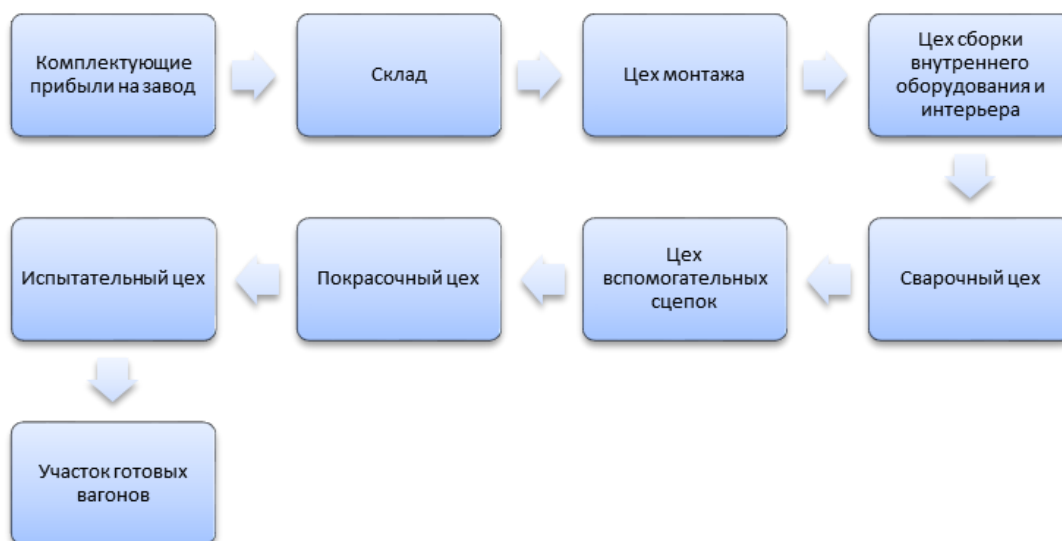 Комплектующие
прибыли на завод
Склад
Цех монтажа
Цех сборки
внутреннего
оборудования и
интерьера
Сварочный цех
Цех
вспомогательных
сцепок
Покрасочный цех
Испытательный цех
Участок готовых
вагонов